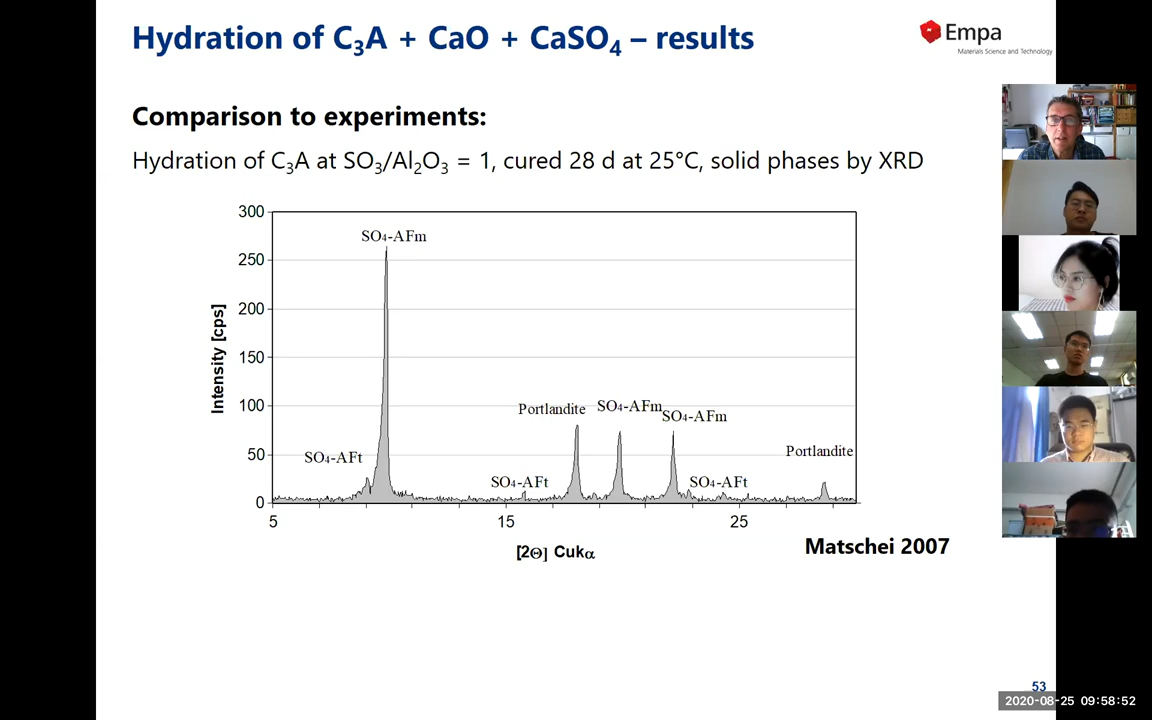 Hydration of C₃A + CaO + CaSO₄ – results
Empa
Materials Science and Technology
Comparison to experiments:
Hydration of C₃A at SO₃/Al₂O₃ = 1, cured 28 d at 25°C, solid phases by XRD
300
250
200
150
100
50
0
Intensity [cps]
SO₄-AFm
Portlandite
SO₄-AFm
SO₄-AFm
SO₄-AFt
Portlandite
SO₄-AFt
SO₄-AFt
5
15
25
[2Θ] Cukα
Matschei 2007
53
2020-08-25 09:58:52